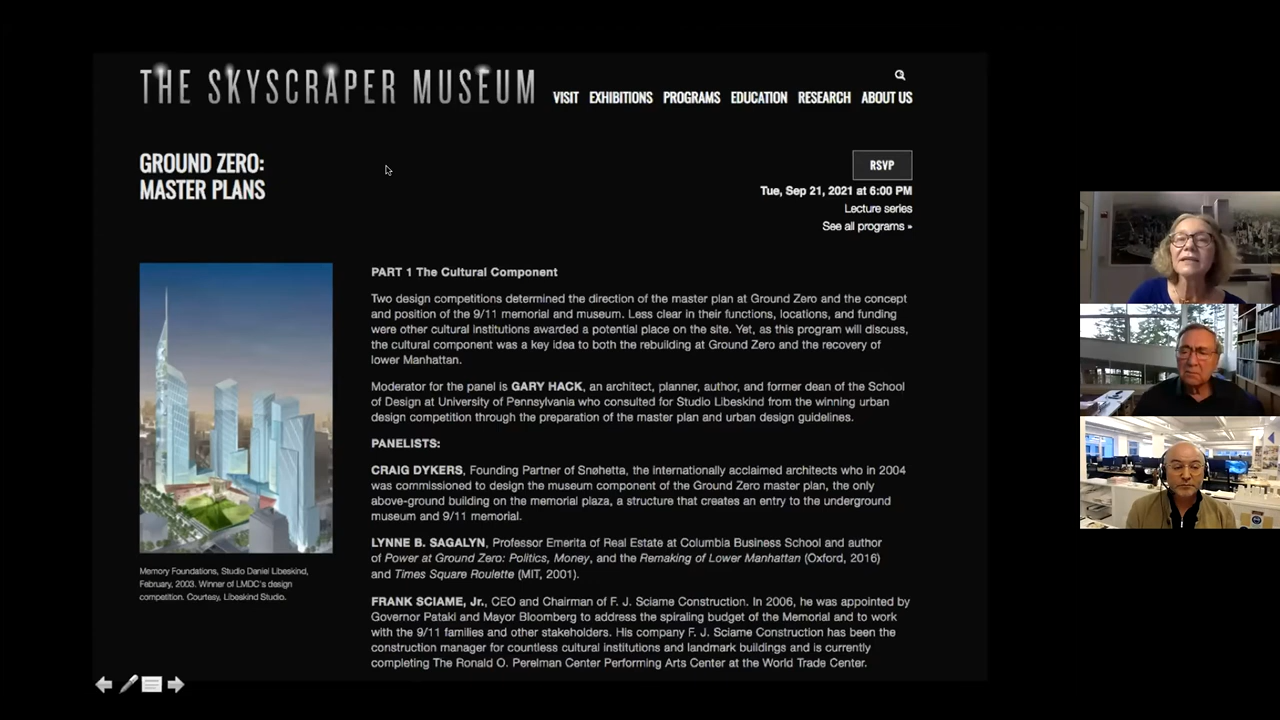 THE SKYSCRAPER MUSEUM
VISIT EXHIBITIONS PROGRAMS EDUCATION RESEARCH ABOUT US
GROUND ZERO:
MASTER PLANS
RSVP
Tue, Sep 21, 2021 at 6:00 PM
Lecture series
See all programs »
PART 1 The Cultural Component
Two design competitions determined the direction of the master plan at Ground Zero and the concept
and position of the 9/11 memorial and museum. Less clear in their functions, locations, and funding
were other cultural institutions awarded a potential place on the site. Yet, as this program will discuss,
the cultural component was a key idea to both the rebuilding at Ground Zero and the recovery of
lower Manhattan.
Moderator for the panel is GARY HACK, an architect, planner, author, and former dean of the School
of Design at University of Pennsylvania who consulted for Studio Libeskind from the winning urban
design competition through the preparation of the master plan and urban design guidelines.
PANELISTS:
CRAIG DYKERS, Founding Partner of Snøhetta, the internationally acclaimed architects who in 2004
was commissioned to design the museum component of the Ground Zero master plan, the only
above-ground building on the memorial plaza, a structure that creates an entry to the underground
museum and 9/11 memorial.
LYNNE B. SAGALYN, Professor Emerita of Real Estate at Columbia Business School and author
of Power at Ground Zero: Politics, Money, and the Remaking of Lower Manhattan (Oxford, 2016)
and Times Square Roulette (MIT, 2001).
FRANK SCIAME, Jr., CEO and Chairman of F. J. Sciame Construction. In 2006, he was appointed by
Governor Pataki and Mayor Bloomberg to address the spiraling budget of the Memorial and to work
with the 9/11 families and other stakeholders. His company F. J. Sciame Construction has been the
construction manager for countless cultural institutions and landmark buildings and is currently
completing The Ronald O. Perelman Center Performing Arts Center at the World Trade Center.
Memory Foundations, Studio Daniel Libeskind,
February, 2003. Winner of LMDC's design
competition. Courtesy, Libeskind Studio.